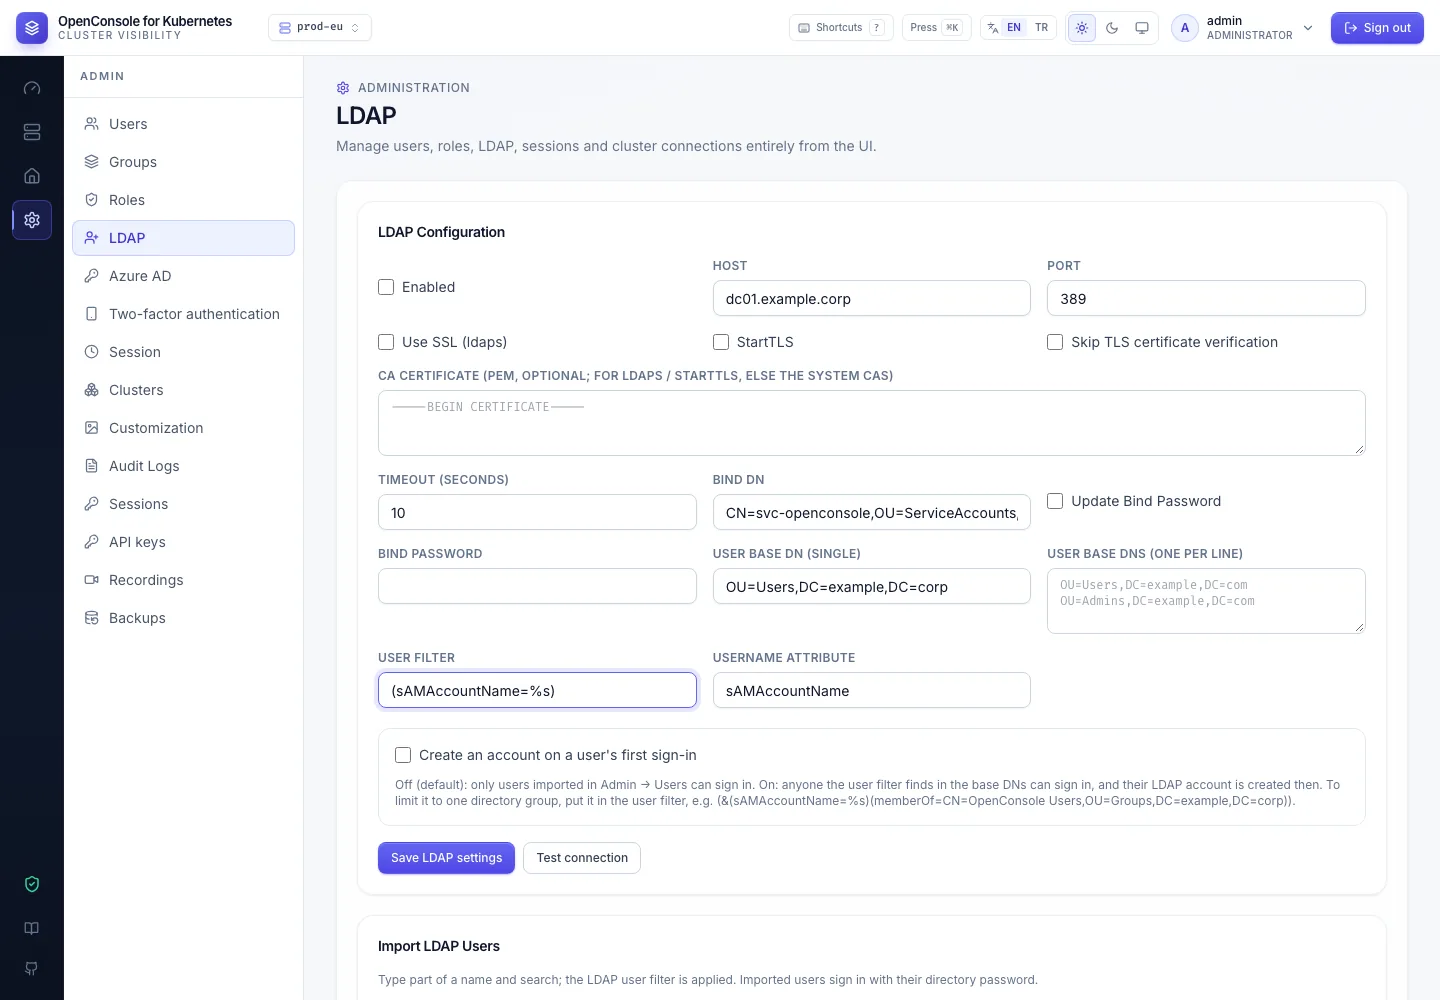 OpenConsole for Kubernetes
CLUSTER VISIBILITY
prod-eu
Shortcuts ?
Press ⌘K
EN TR
A
admin
ADMINISTRATOR
Sign out
ADMIN
Users
Groups
Roles
LDAP
Azure AD
Two-factor authentication
Session
Clusters
Customization
Audit Logs
Sessions
API keys
Recordings
Backups
ADMINISTRATION
LDAP
Manage users, roles, LDAP, sessions and cluster connections entirely from the UI.
LDAP Configuration
Enabled
HOST
dc01.example.corp
PORT
389
Use SSL (ldaps)
StartTLS
Skip TLS certificate verification
CA CERTIFICATE (PEM, OPTIONAL; FOR LDAPS / STARTTLS, ELSE THE SYSTEM CAS)
-----BEGIN CERTIFICATE-----
TIMEOUT (SECONDS)
10
BIND DN
CN=svc-openconsole,OU=ServiceAccounts,
Update Bind Password
BIND PASSWORD
USER BASE DN (SINGLE)
OU=Users,DC=example,DC=corp
USER BASE DNS (ONE PER LINE)
OU=Users,DC=example,DC=com
OU=Admins,DC=example,DC=com
USER FILTER
(sAMAccountName=%s)
USERNAME ATTRIBUTE
sAMAccountName
Create an account on a user's first sign-in
Off (default): only users imported in Admin → Users can sign in. On: anyone the user filter finds in the base DNs can sign in, and their LDAP account is created then. To
limit it to one directory group, put it in the user filter, e.g. (&(sAMAccountName=%s)(memberOf=CN=OpenConsole Users,OU=Groups,DC=example,DC=corp)).
Save LDAP settings
Test connection
Import LDAP Users
Type part of a name and search; the LDAP user filter is applied. Imported users sign in with their directory password.